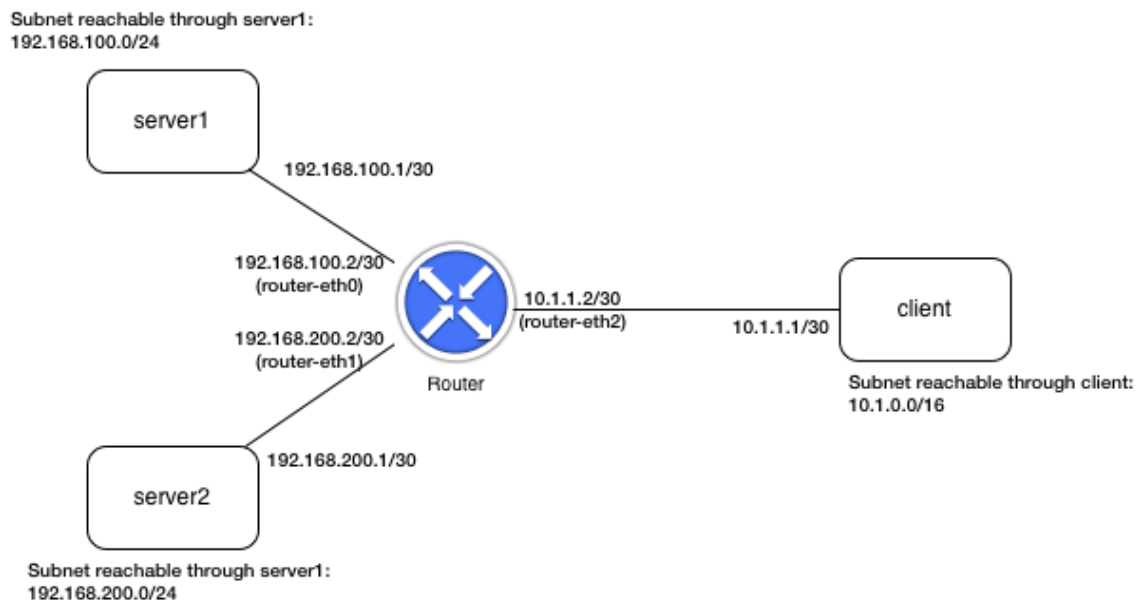 Subnet reachable through server1:
192.168.100.0/24
server1
192.168.100.1/30
192.168.100.2/30
(router-eth0)
192.168.200.2/30
(router-eth1)
10.1.1.2/30
(router-eth2)
10.1.1.1/30
client
Router
Subnet reachable through client:
10.1.0.0/16
192.168.200.1/30
server2
Subnet reachable through server1:
192.168.200.0/24